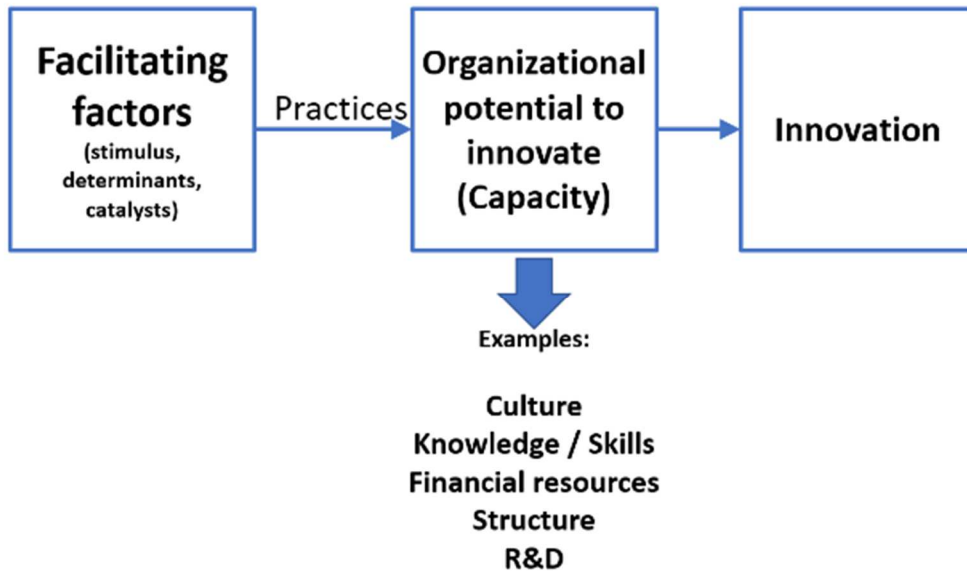 Facilitating
factors
(stimulus,
determinants,
catalysts)
Practices
Organizational
potential to
innovate
(Capacity)
Innovation
Examples:
Culture
Knowledge / Skills
Financial resources
Structure
R&D